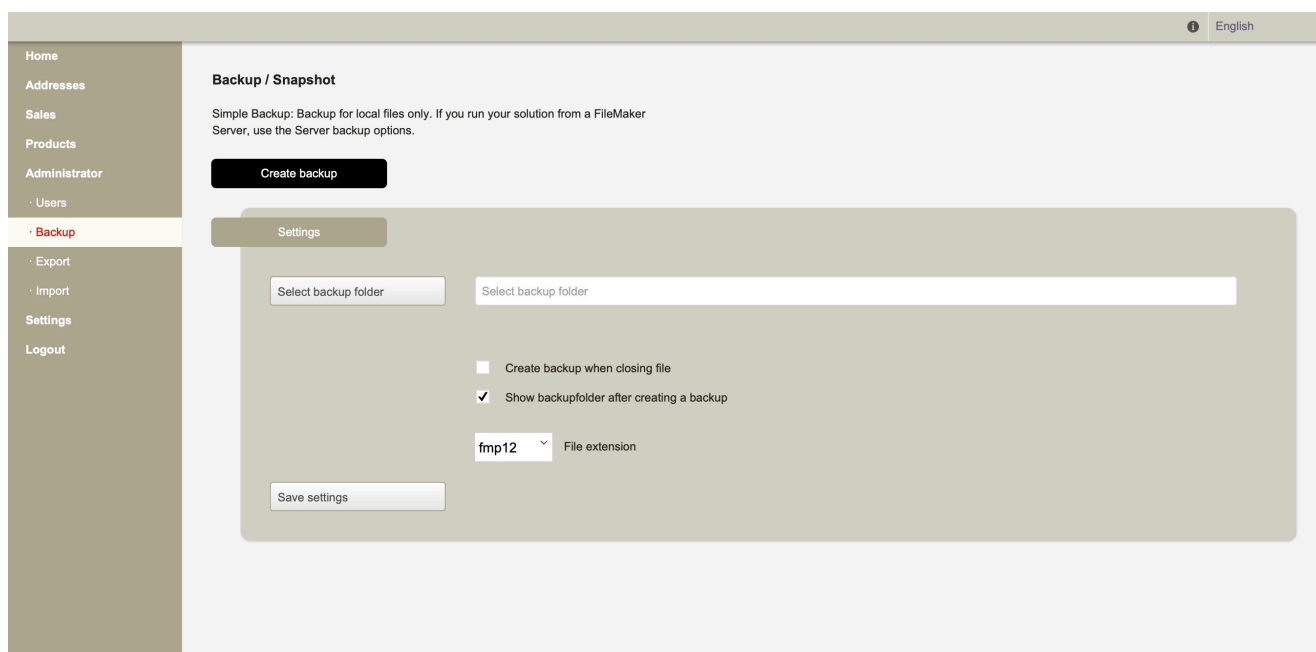 English
Home
Addresses
Sales
Products
Administrator
· Users
· Backup
· Export
· Import
Settings
Logout
Backup / Snapshot
Simple Backup: Backup for local files only. If you run your solution from a FileMaker
Server, use the Server backup options.
Create backup
Settings
Select backup folder
Select backup folder
Create backup when closing file
Show backupfolder after creating a backup
fmp12
File extension
Save settings